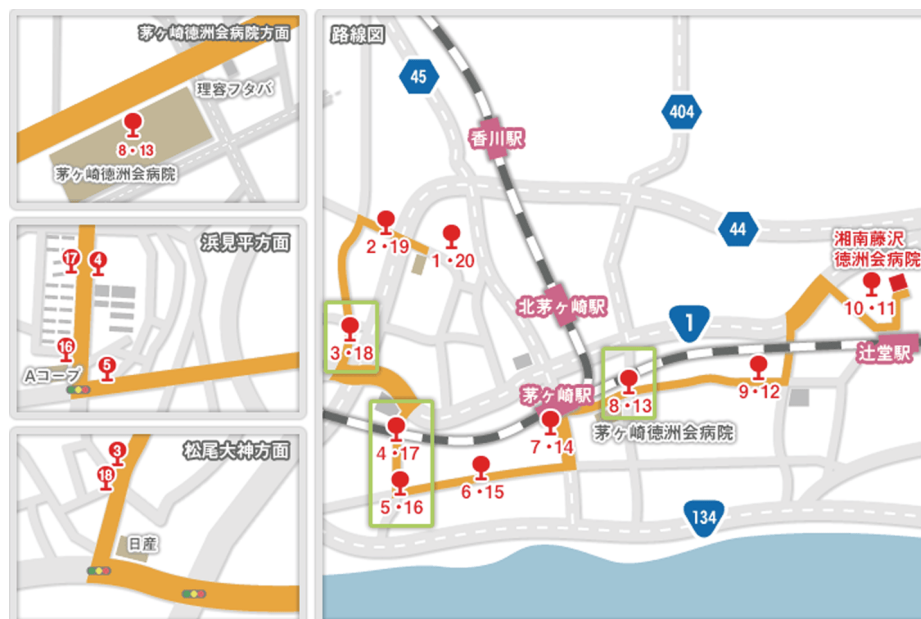 茅ヶ崎徳洲会病院方面
理容フタバ
8・13
茅ヶ崎徳洲会病院
浜見平方面
17
4
16
Aコープ
5
松尾大神方面
3
18
日産
路線図
45
404
香川駅
2・19
1・20
44
湘南藤沢
徳洲会病院
10・11
北茅ヶ崎駅
1
3・18
辻堂駅
茅ヶ崎駅
8・13
9・12
茅ヶ崎徳洲会病院
7・14
4・17
6・15
5・16
134